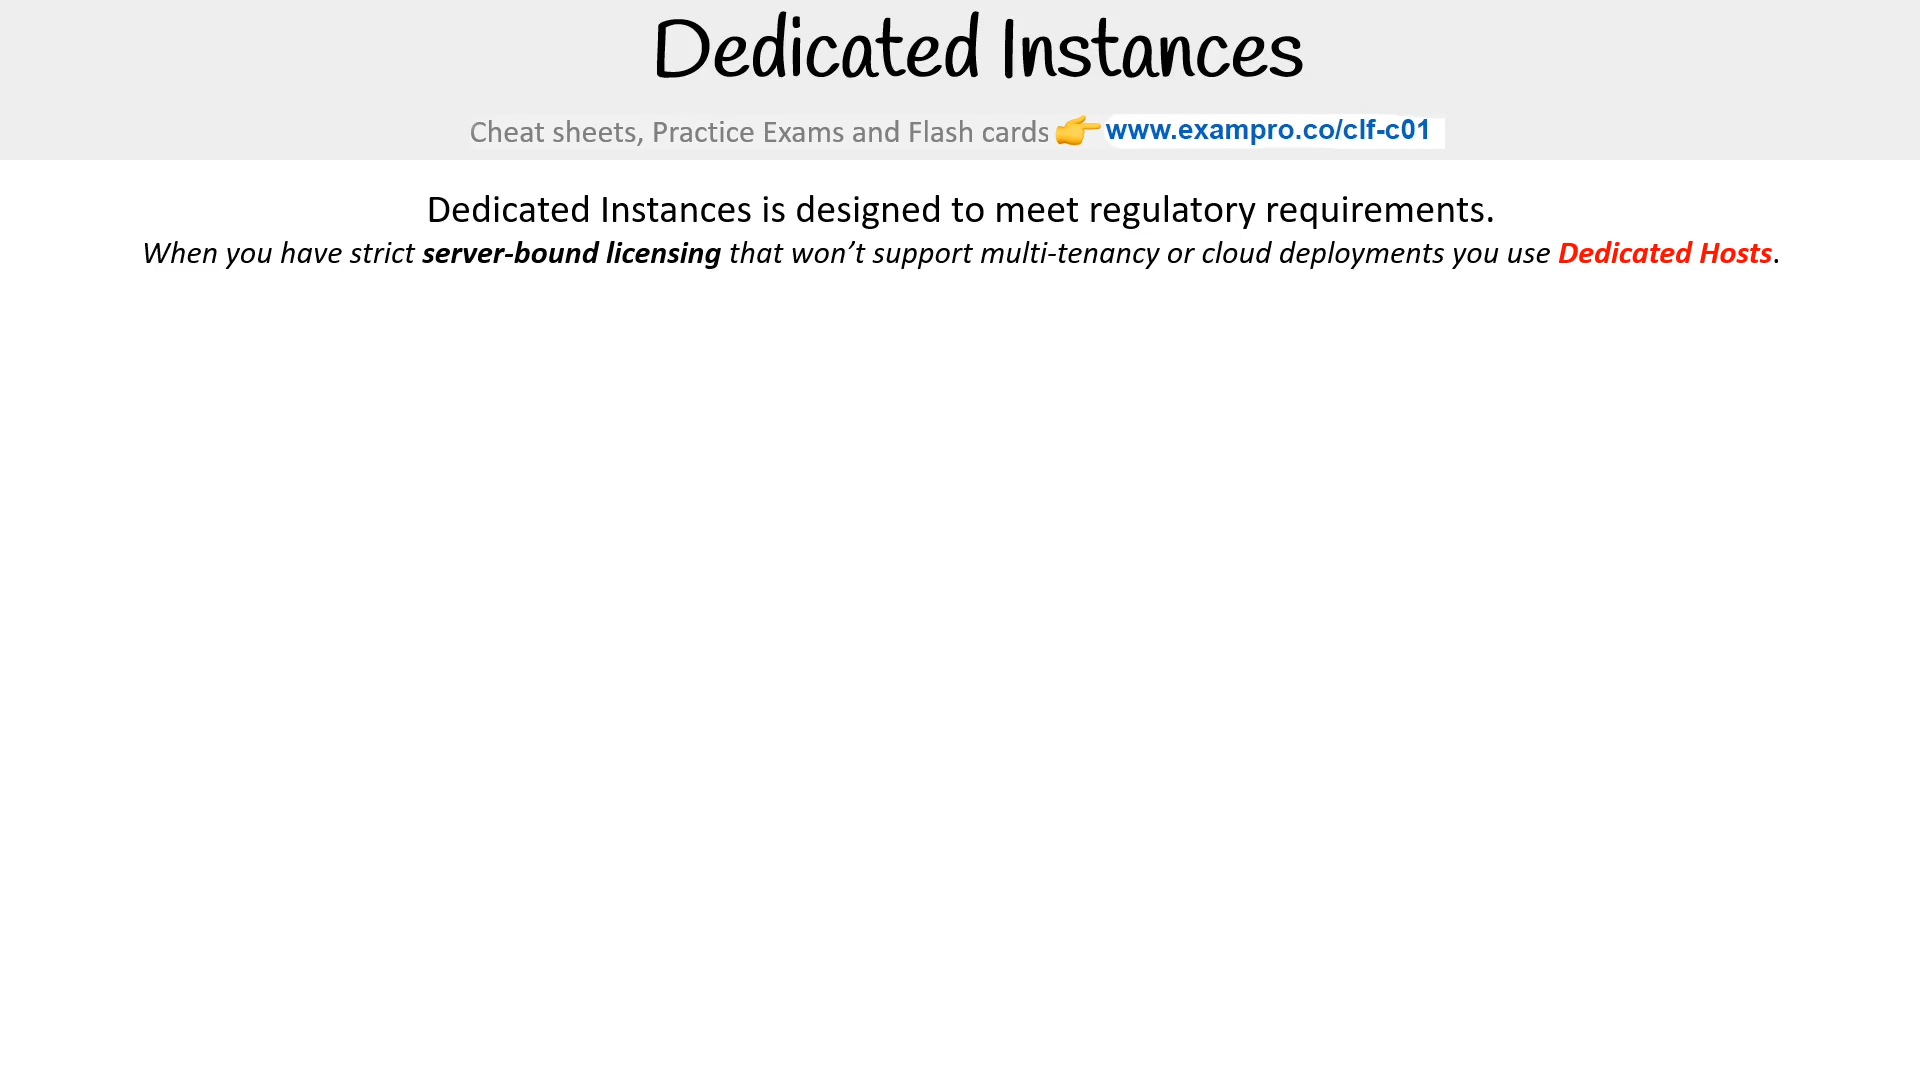 Dedicated Instances
Cheat sheets, Practice Exams and Flash cards 👉 www.exampro.co/clf-c01
Dedicated Instances is designed to meet regulatory requirements.
When you have strict server-bound licensing that won’t support multi-tenancy or cloud deployments you use Dedicated Hosts.